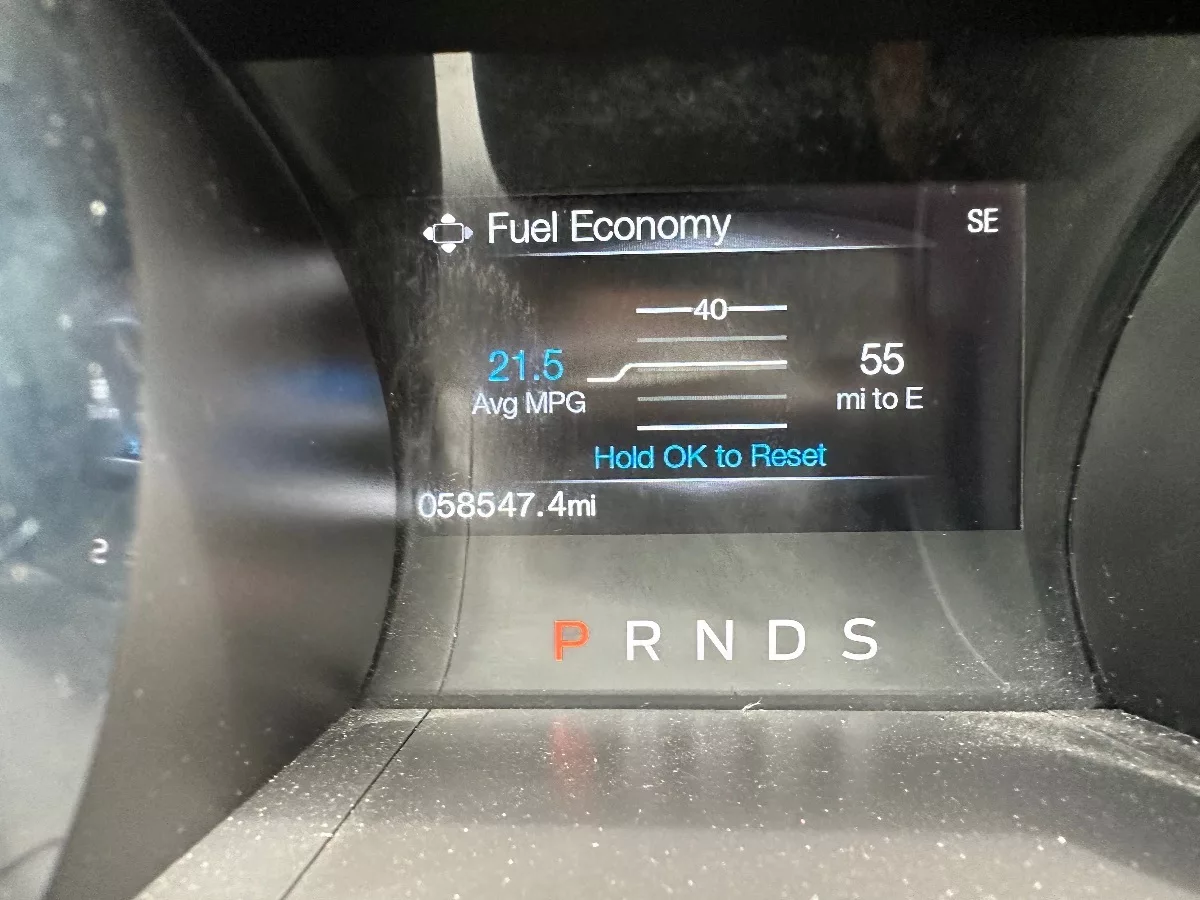 Fuel Economy
SE
40
21.5
55
Avg MPG
mi to E
Hold OK to Reset
058547.4mi
P R N D S